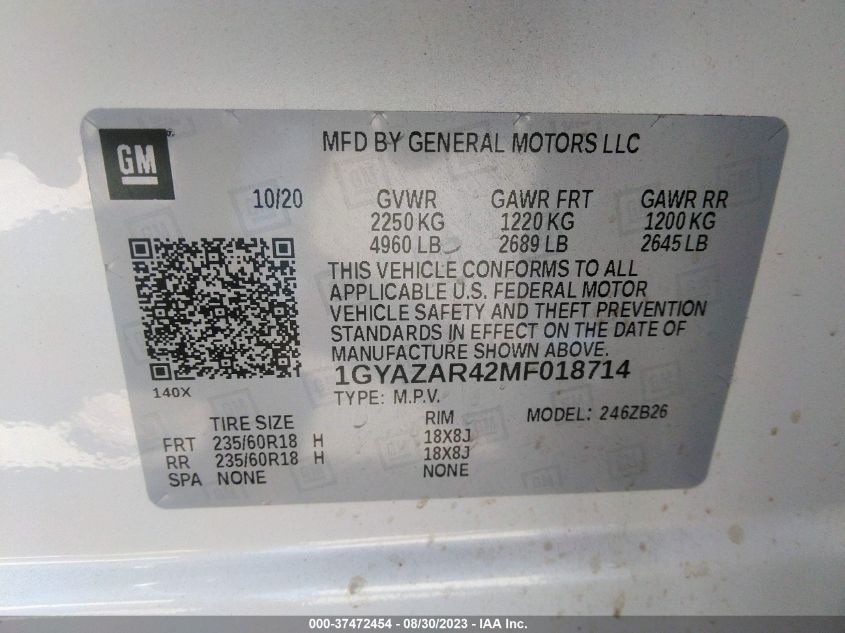 GM
MFD BY GENERAL MOTORS LLC
10/20 GVWR GAWR FRT GAWR RR
2250 KG 1220 KG 1200 KG
4960 LB 2689 LB 2645 LB
THIS VEHICLE CONFORMS TO ALL
APPLICABLE U.S. FEDERAL MOTOR
VEHICLE SAFETY AND THEFT PREVENTION
STANDARDS IN EFFECT ON THE DATE OF
MANUFACTURE SHOWN ABOVE.
140X 1GYAZAR42MF018714
TYPE: M.P.V. MODEL: 246ZB26
TIRE SIZE RIM
FRT 235/60R18 H 18X8J
RR 235/60R18 H 18X8J
SPA NONE NONE
000-37472454 - 08/30/2023 - IAA Inc.